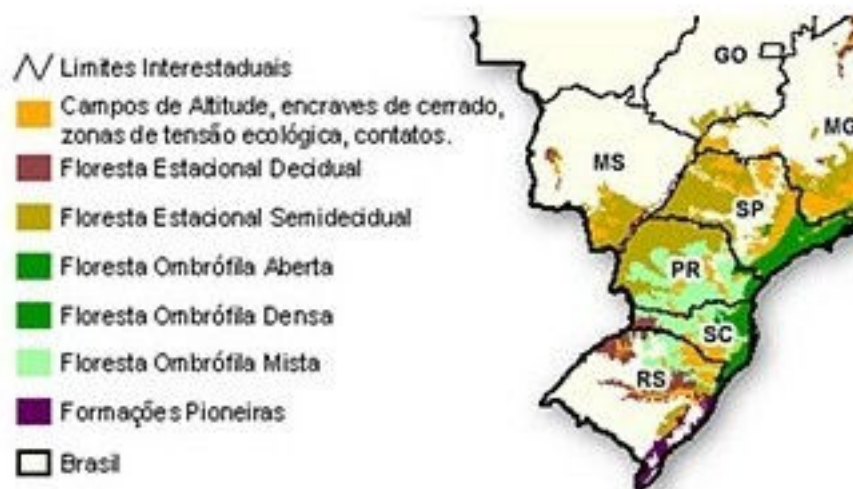 Limites Interestaduais
Campos de Altitude, encraves de cerrado,
zonas de tensão ecológica, contatos.
Floresta Estacional Decidual
Floresta Estacional Semidecidual
Floresta Ombrófila Aberta
Floresta Ombrófila Densa
Floresta Ombrófila Mista
Formações Pioneiras
Brasil
GO
MG
MS
SP
PR
SC
RS